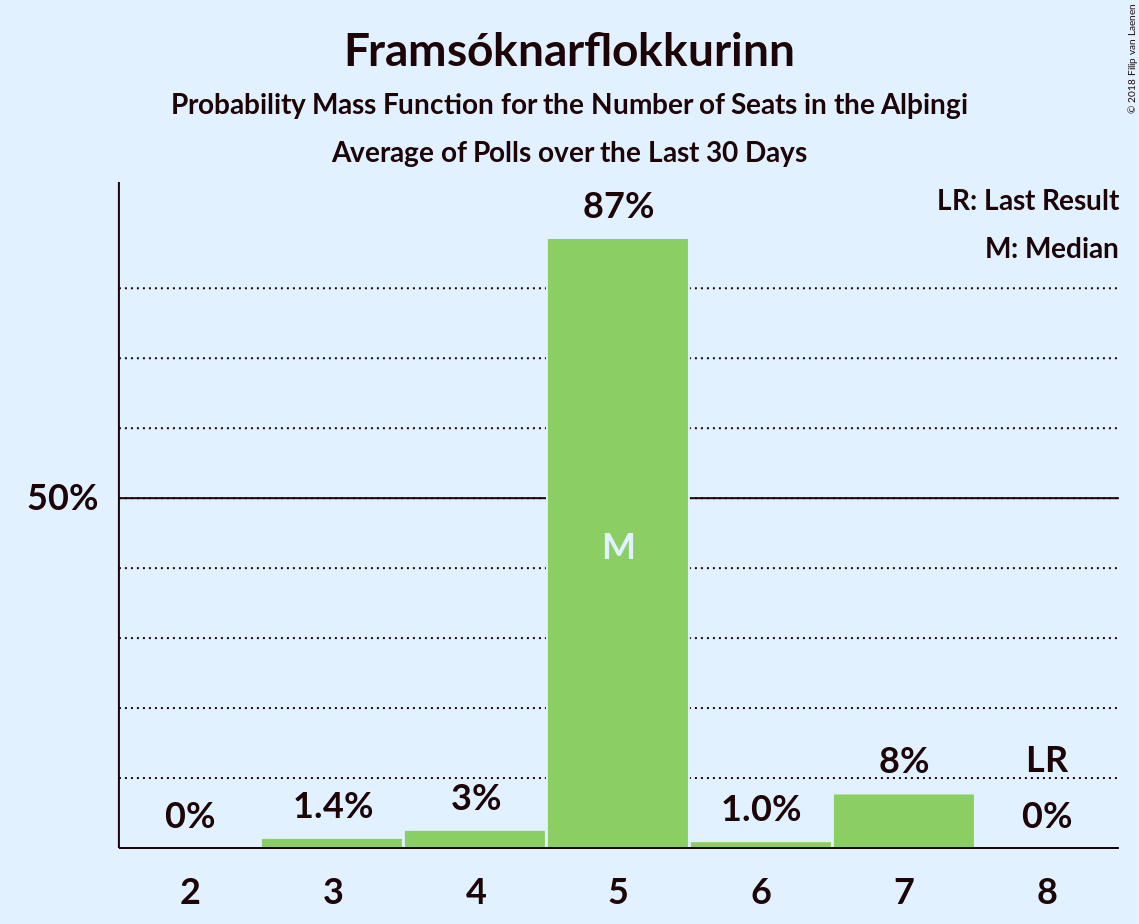 Framsóknarflokkurinn
Probability Mass Function for the Number of Seats in the Alþingi
Average of Polls over the Last 30 Days
© 2018 Filip van Laenen
LR: Last Result
M: Median
87%
50%
M
LR
8%
3%
1.4%
1.0%
0%
0%
2 3 4 5 6 7 8